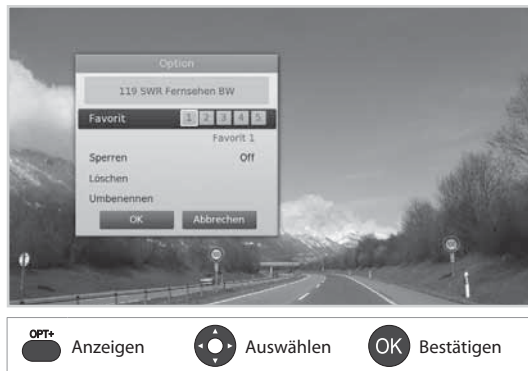 Option
119 SWR Fernsehen BW
Favorit 1 2 3 4 5
Favorit 1
Sperren Off
Löschen
Umbenennen
OK Abbrechen
OPT+ Anzeigen Auswählen OK Bestätigen